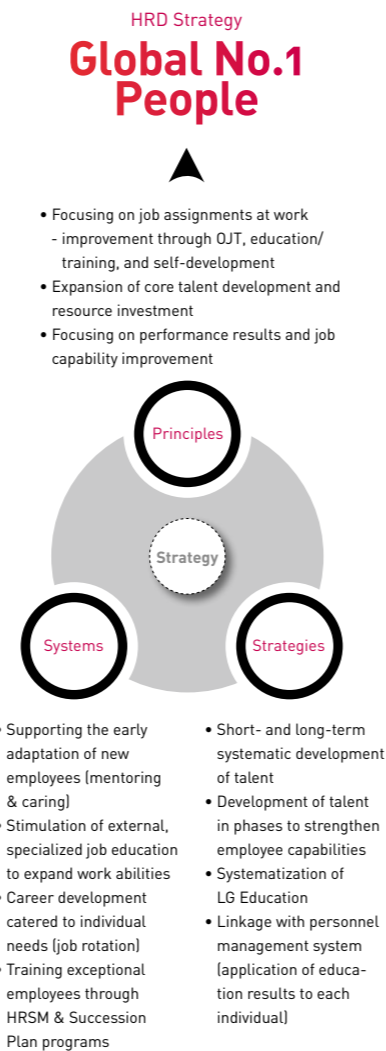 HRD Strategy
Global No.1
People
• Focusing on job assignments at work
- improvement through OJT, education/
training, and self-development
• Expansion of core talent development and
resource investment
• Focusing on performance results and job
capability improvement
Principles
Strategy
Systems
Strategies
• Supporting the early
adaptation of new
employees (mentoring
& caring)
• Stimulation of external,
specialized job education
to expand work abilities
• Career development
catered to individual
needs (job rotation)
• Training exceptional
employees through
HRSM & Succession
Plan programs
• Short- and long-term
systematic development
of talent
• Development of talent
in phases to strengthen
employee capabilities
• Systematization of
LG Education
• Linkage with personnel
management system
(application of educa-
tion results to each
individual)